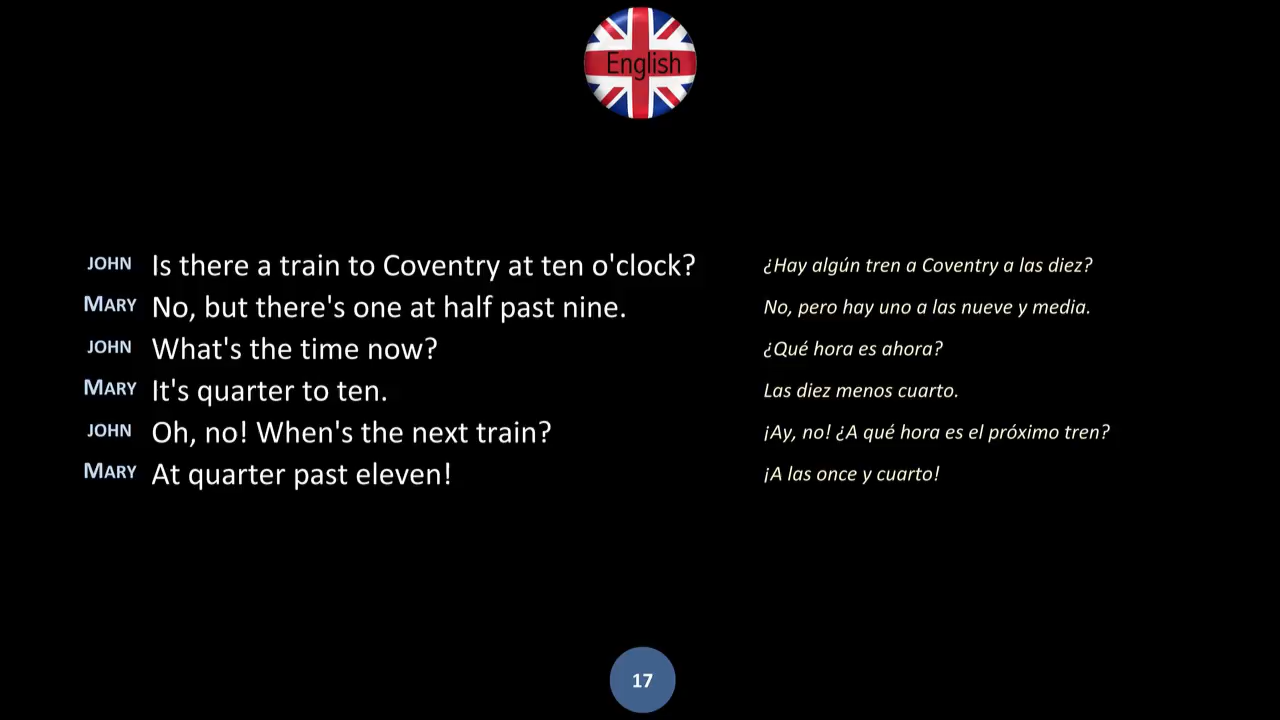 English
JOHN Is there a train to Coventry at ten o'clock? ¿Hay algún tren a Coventry a las diez?
MARY No, but there's one at half past nine. No, pero hay uno a las nueve y media.
JOHN What's the time now? ¿Qué hora es ahora?
MARY It's quarter to ten. Las diez menos cuarto.
JOHN Oh, no! When's the next train? ¡Ay, no! ¿A qué hora es el próximo tren?
MARY At quarter past eleven! ¡A las once y cuarto!
17